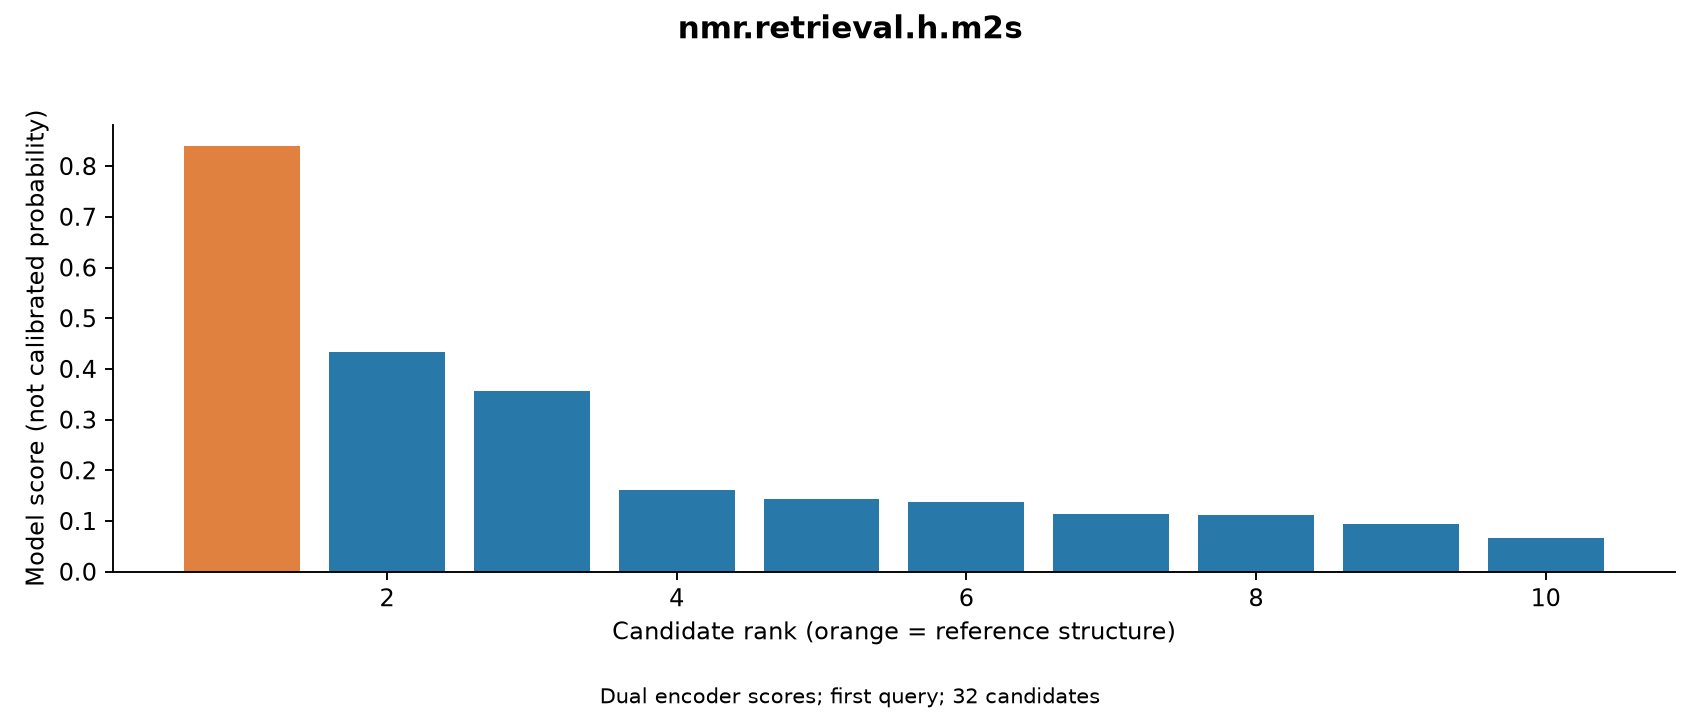 nmr.retrieval.h.m2s
Model score (not calibrated probability)
0.8
0.7
0.6
0.5
0.4
0.3
0.2
0.1
0.0
2 4 6 8 10
Candidate rank (orange = reference structure)
Dual encoder scores; first query; 32 candidates